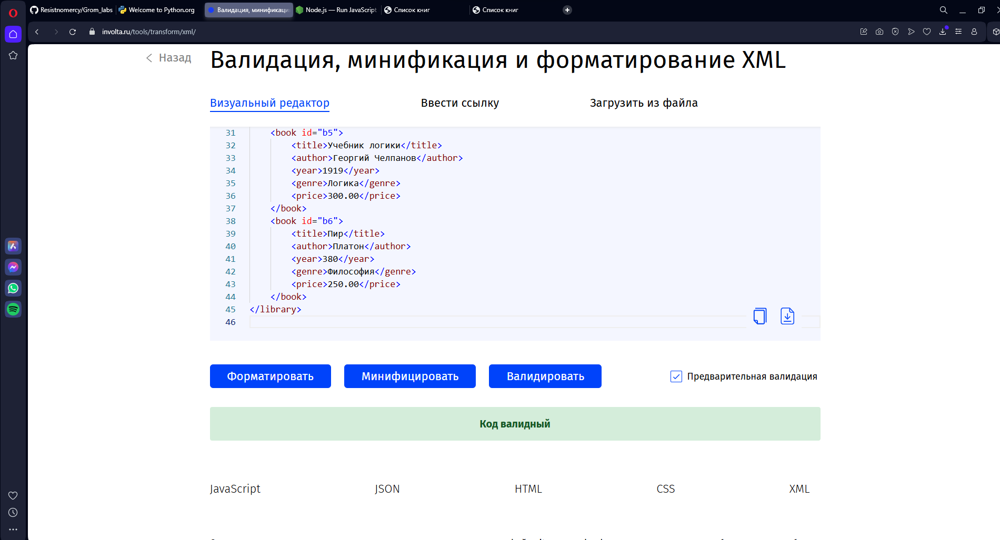 Resistnomercy/Grom_labs
Welcome to Python.org
Валидация, минификаци
Node.js — Run JavaScript
Список книг
Список книг
involta.ru/tools/transform/xml/
Назад
Валидация, минификация и форматирование XML
Визуальный редактор
Ввести ссылку
Загрузить из файла
31 <book id="b5">
32 <title>Учебник логики</title>
33 <author>Георгий Челпанов</author>
34 <year>1919</year>
35 <genre>Логика</genre>
36 <price>300.00</price>
37 </book>
38 <book id="b6">
39 <title>Пир</title>
40 <author>Платон</author>
41 <year>380</year>
42 <genre>Философия</genre>
43 <price>250.00</price>
44 </book>
45 </library>
46
Форматировать
Минифицировать
Валидировать
Предварительная валидация
Код валидный
JavaScript
JSON
HTML
CSS
XML